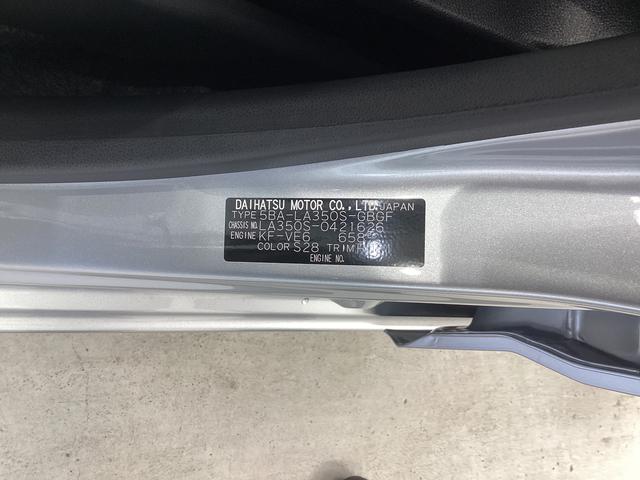 DAIHATSU MOTOR CO.,LTD. JAPAN
TYPE 5BA-LA350S-GBGF
CHASSIS NO. LA350S-0421626
ENGINE KF-VE6
COLOR S28 TRIM
ENGINE NO.